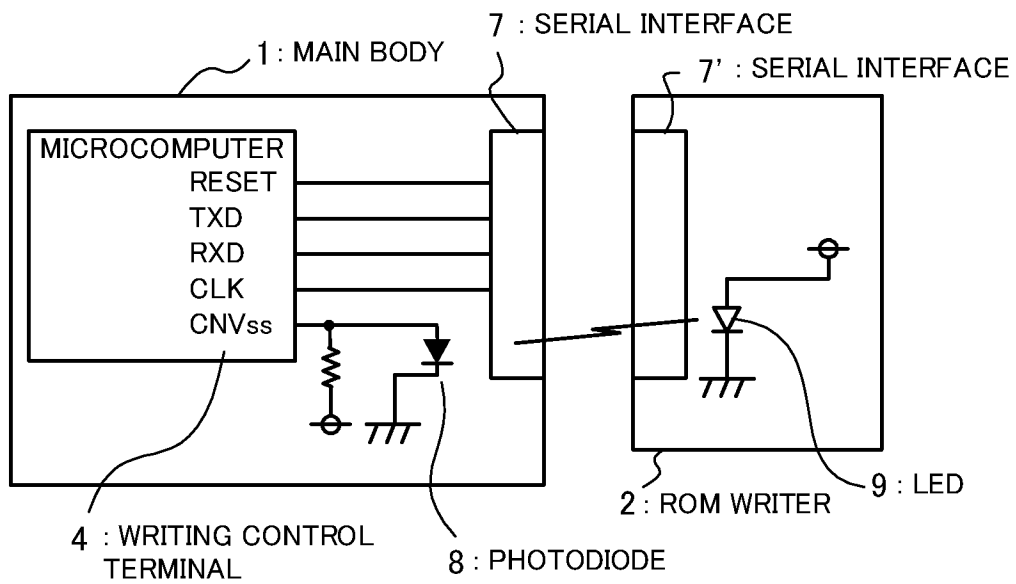 7 : SERIAL INTERFACE
1 : MAIN BODY
7' : SERIAL INTERFACE
MICROCOMPUTER
RESET
TXD
RXD
CLK
CNVss
9 : LED
2 : ROM WRITER
4 : WRITING CONTROL
TERMINAL
8 : PHOTODIODE